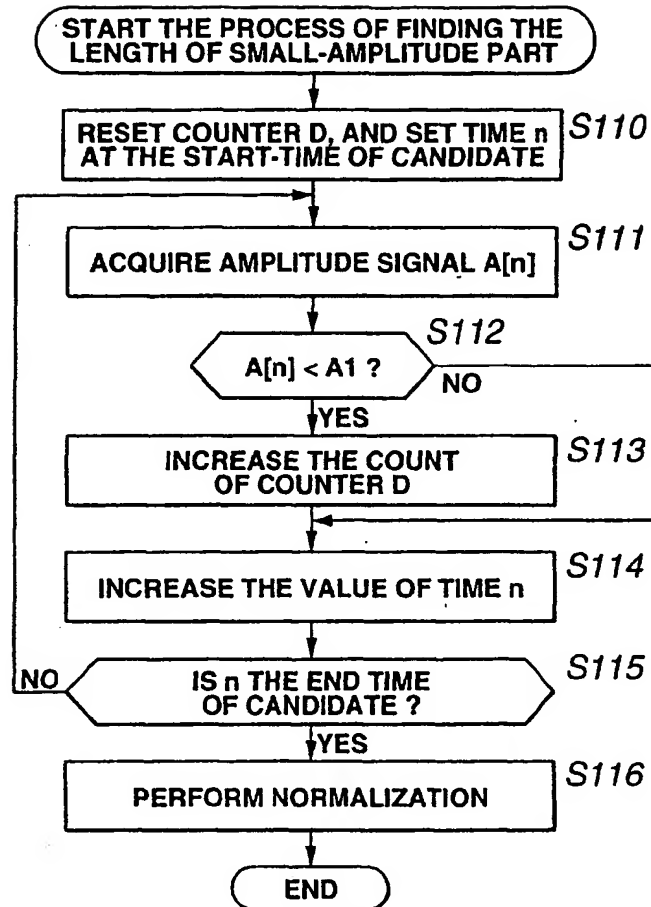 START THE PROCESS OF FINDING THE
LENGTH OF SMALL-AMPLITUDE PART
RESET COUNTER D, AND SET TIME n
AT THE START-TIME OF CANDIDATE
S110
ACQUIRE AMPLITUDE SIGNAL A[n]
S111
A[n] < A1 ?
S112
NO
YES
INCREASE THE COUNT
OF COUNTER D
S113
INCREASE THE VALUE OF TIME n
S114
IS n THE END TIME
OF CANDIDATE ?
S115
NO
YES
PERFORM NORMALIZATION
S116
END